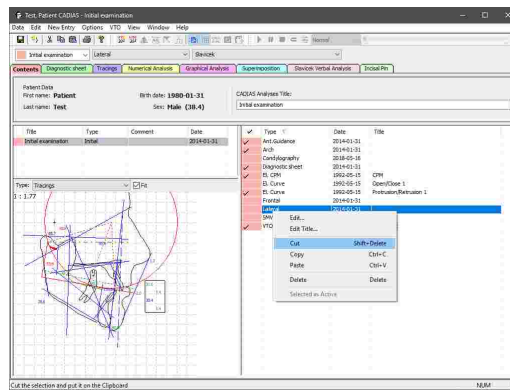 Test, Patient CADIAS - Initial examination
Data Edit New Entry Options VTO View Window Help
Normal
Initial examination Lateral Slavicek
Contents Diagnostic sheet Tracings Numerical Analysis Graphical Analysis Superimposition Slavicek Verbal Analysis Incisal Pin
Patient Data
First name: Patient Birth date: 1980-01-31
Last name: Test Sex: Male (38.4)
CADIAS Analyses Title:
Initial examination
Title Type Comment Date
Initial examination Initial 2014-01-31
Type: Tracings Fit
1 : 1.77
Type Date Title
Ant.Guidance 2014-01-31
Arch 2014-01-31
Condylography 2018-05-16
Diagnostic sheet 2014-01-31
El. CPM 1992-05-15 CPM
El. Curve 1992-05-15 Open/Close 1
El. Curve 1992-05-15 Protrusion/Retrusion 1
Frontal 2014-01-31
Lateral 2014-01-31
SMV
VTO
Edit...
Edit Title...
Cut Shift+Delete
Copy Ctrl+C
Paste Ctrl+V
Delete Delete
Selected as Active
Cut the selection and put it on the Clipboard
NUM